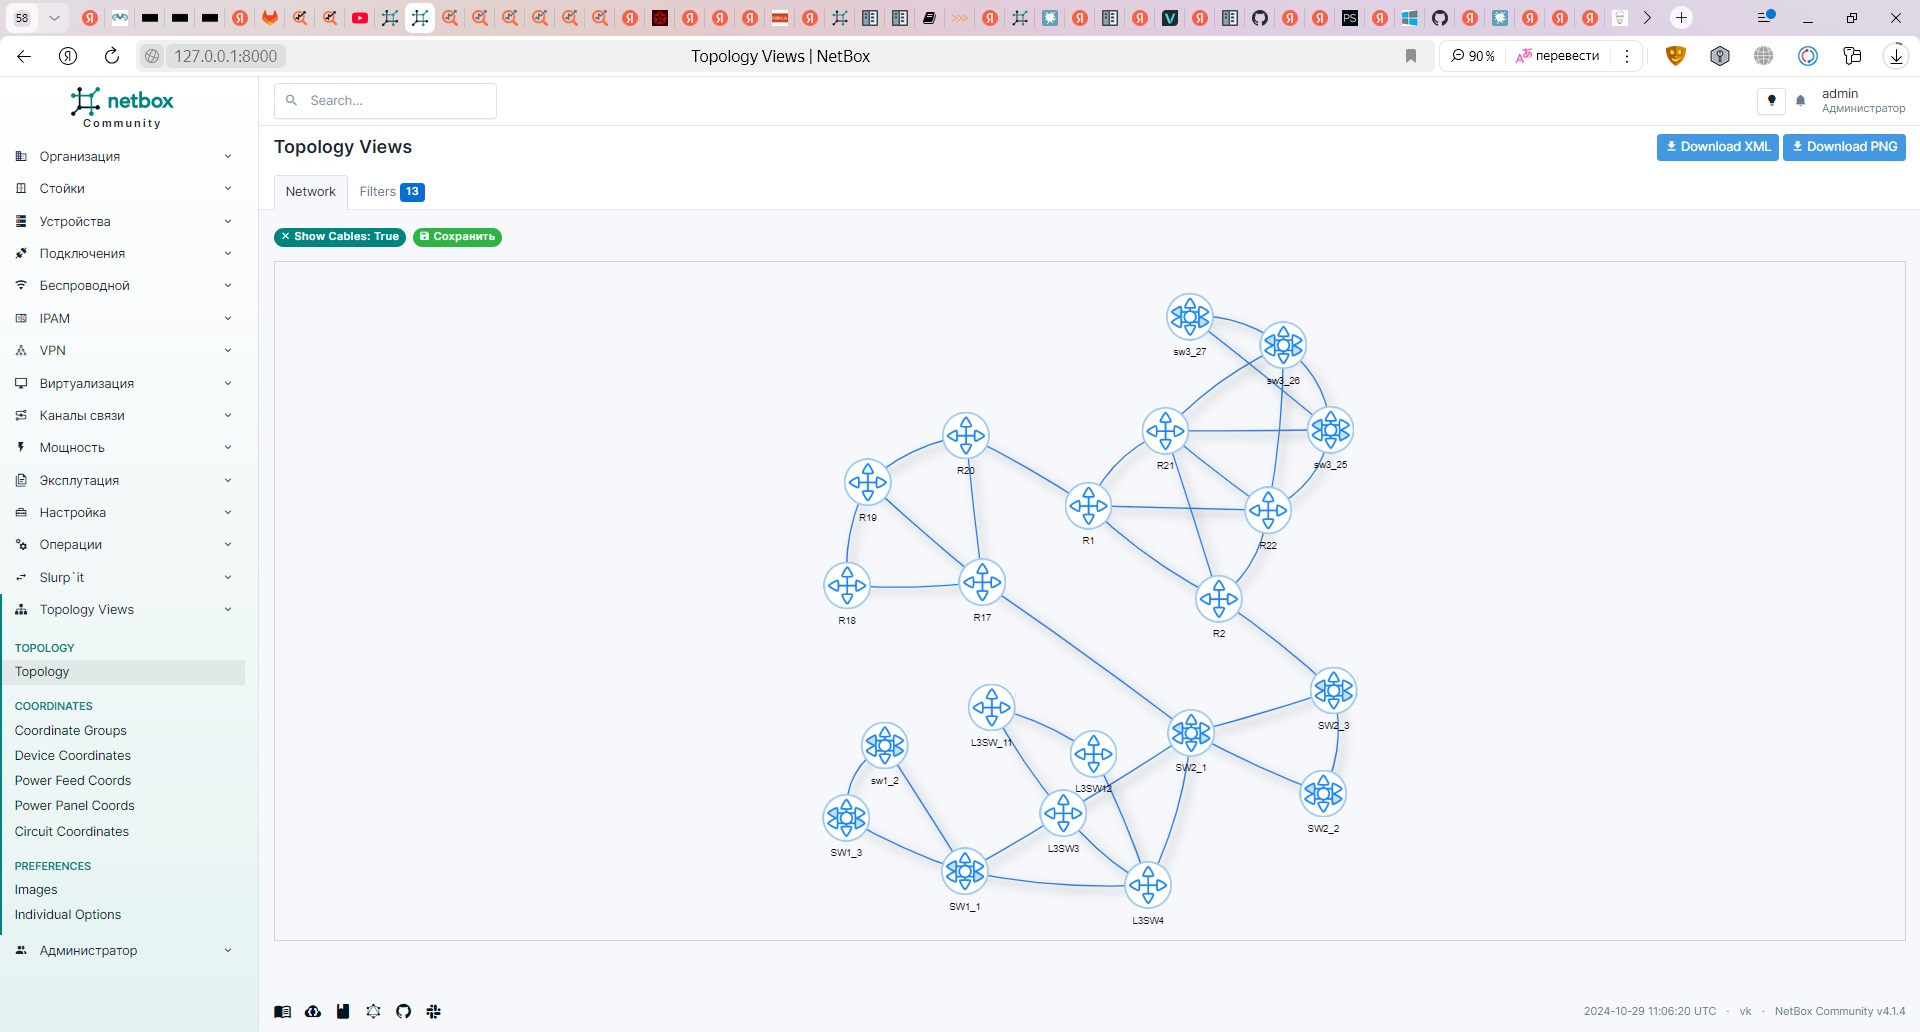 58
127.0.0.1:8000
Topology Views | NetBox
90 %
перевести
netbox
Community
Search...
admin
Администратор
Организация
Стойки
Устройства
Подключения
Беспроводной
IPAM
VPN
Виртуализация
Каналы связи
Мощность
Эксплутация
Настройка
Операции
Slurp`it
Topology Views
TOPOLOGY
Topology
COORDINATES
Coordinate Groups
Device Coordinates
Power Feed Coords
Power Panel Coords
Circuit Coordinates
PREFERENCES
Images
Individual Options
Администратор
Topology Views
Download XML
Download PNG
Network
Filters 13
Show Cables: True
Сохранить
sw3_27
sw3_26
R21
sw3_25
R20
R19
R1
R22
R18
R17
R2
SW2_3
L3SW_11
SW2_1
sw1_2
L3SW12
SW2_2
SW1_3
L3SW3
SW1_1
L3SW4
2024-10-29 11:06:20 UTC · vk · NetBox Community v4.1.4